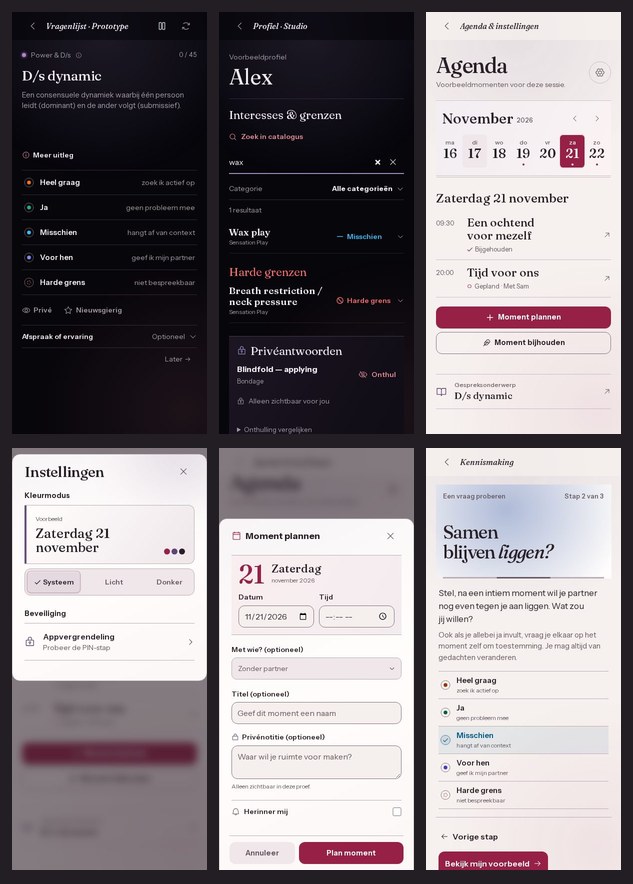 Vragenlijst · Prototype
Power & D/s
0 / 45
D/s dynamic
Een consensuele dynamiek waarbij één persoon
leidt (dominant) en de ander volgt (submissief).
Meer uitleg
Heel graag
zoek ik actief op
Ja
geen probleem mee
Misschien
hangt af van context
Voor hen
geef ik mijn partner
Harde grens
niet bespreekbaar
Privé
Nieuwsgierig
Afspraak of ervaring
Optioneel
Later →
Profiel · Studio
Voorbeeldprofiel
Alex
Interesses & grenzen
Zoek in catalogus
wax
Categorie
Alle categorieën
1 resultaat
Wax play
Sensation Play
Misschien
Harde grenzen
Breath restriction /
neck pressure
Sensation Play
Harde grens
Privéantwoorden
Blindfold — applying
Bondage
Onthul
Alleen zichtbaar voor jou
Onthulling vergelijken
Agenda & instellingen
Agenda
Voorbeeldmomenten voor deze sessie
November 2026
ma di wo do vr za zo
16 17 18 19 20 21 22
Zaterdag 21 november
09:30
Een ochtend
voor mezelf
Bijgehouden
20:00
Tijd voor ons
Gepland · Met Sam
Moment plannen
Moment bijhouden
Gespreksonderwerp
D/s dynamic
Instellingen
Kleurmodus
Voorbeeld
Zaterdag 21
november
Systeem
Licht
Donker
Beveiliging
Appvergrendeling
Probeer de PIN-stap
Moment plannen
21
Zaterdag
november 2026
Datum
Tijd
11/21/2026
--:-- --
Met wie? (optioneel)
Zonder partner
Titel (optioneel)
Geef dit moment een naam
Privénotitie (optioneel)
Waar wil je ruimte voor maken?
Alleen zichtbaar in deze proef.
Herinner mij
Annuleer
Plan moment
Kennismaking
Een vraag proberen
Stap 2 van 3
Samen
blijven liggen?
Stel, na een intiem moment wil je partner
nog even tegen je aan liggen. Wat zou
jij willen?
Ook als je allebei ja invult, vraag je elkaar op het
moment zelf om toestemming. Je mag altijd van
gedachten veranderen.
Heel graag
zoek ik actief op
Ja
geen probleem mee
Misschien
hangt af van context
Voor hen
geef ik mijn partner
Harde grens
niet bespreekbaar
← Vorige stap
Bekijk mijn voorbeeld →